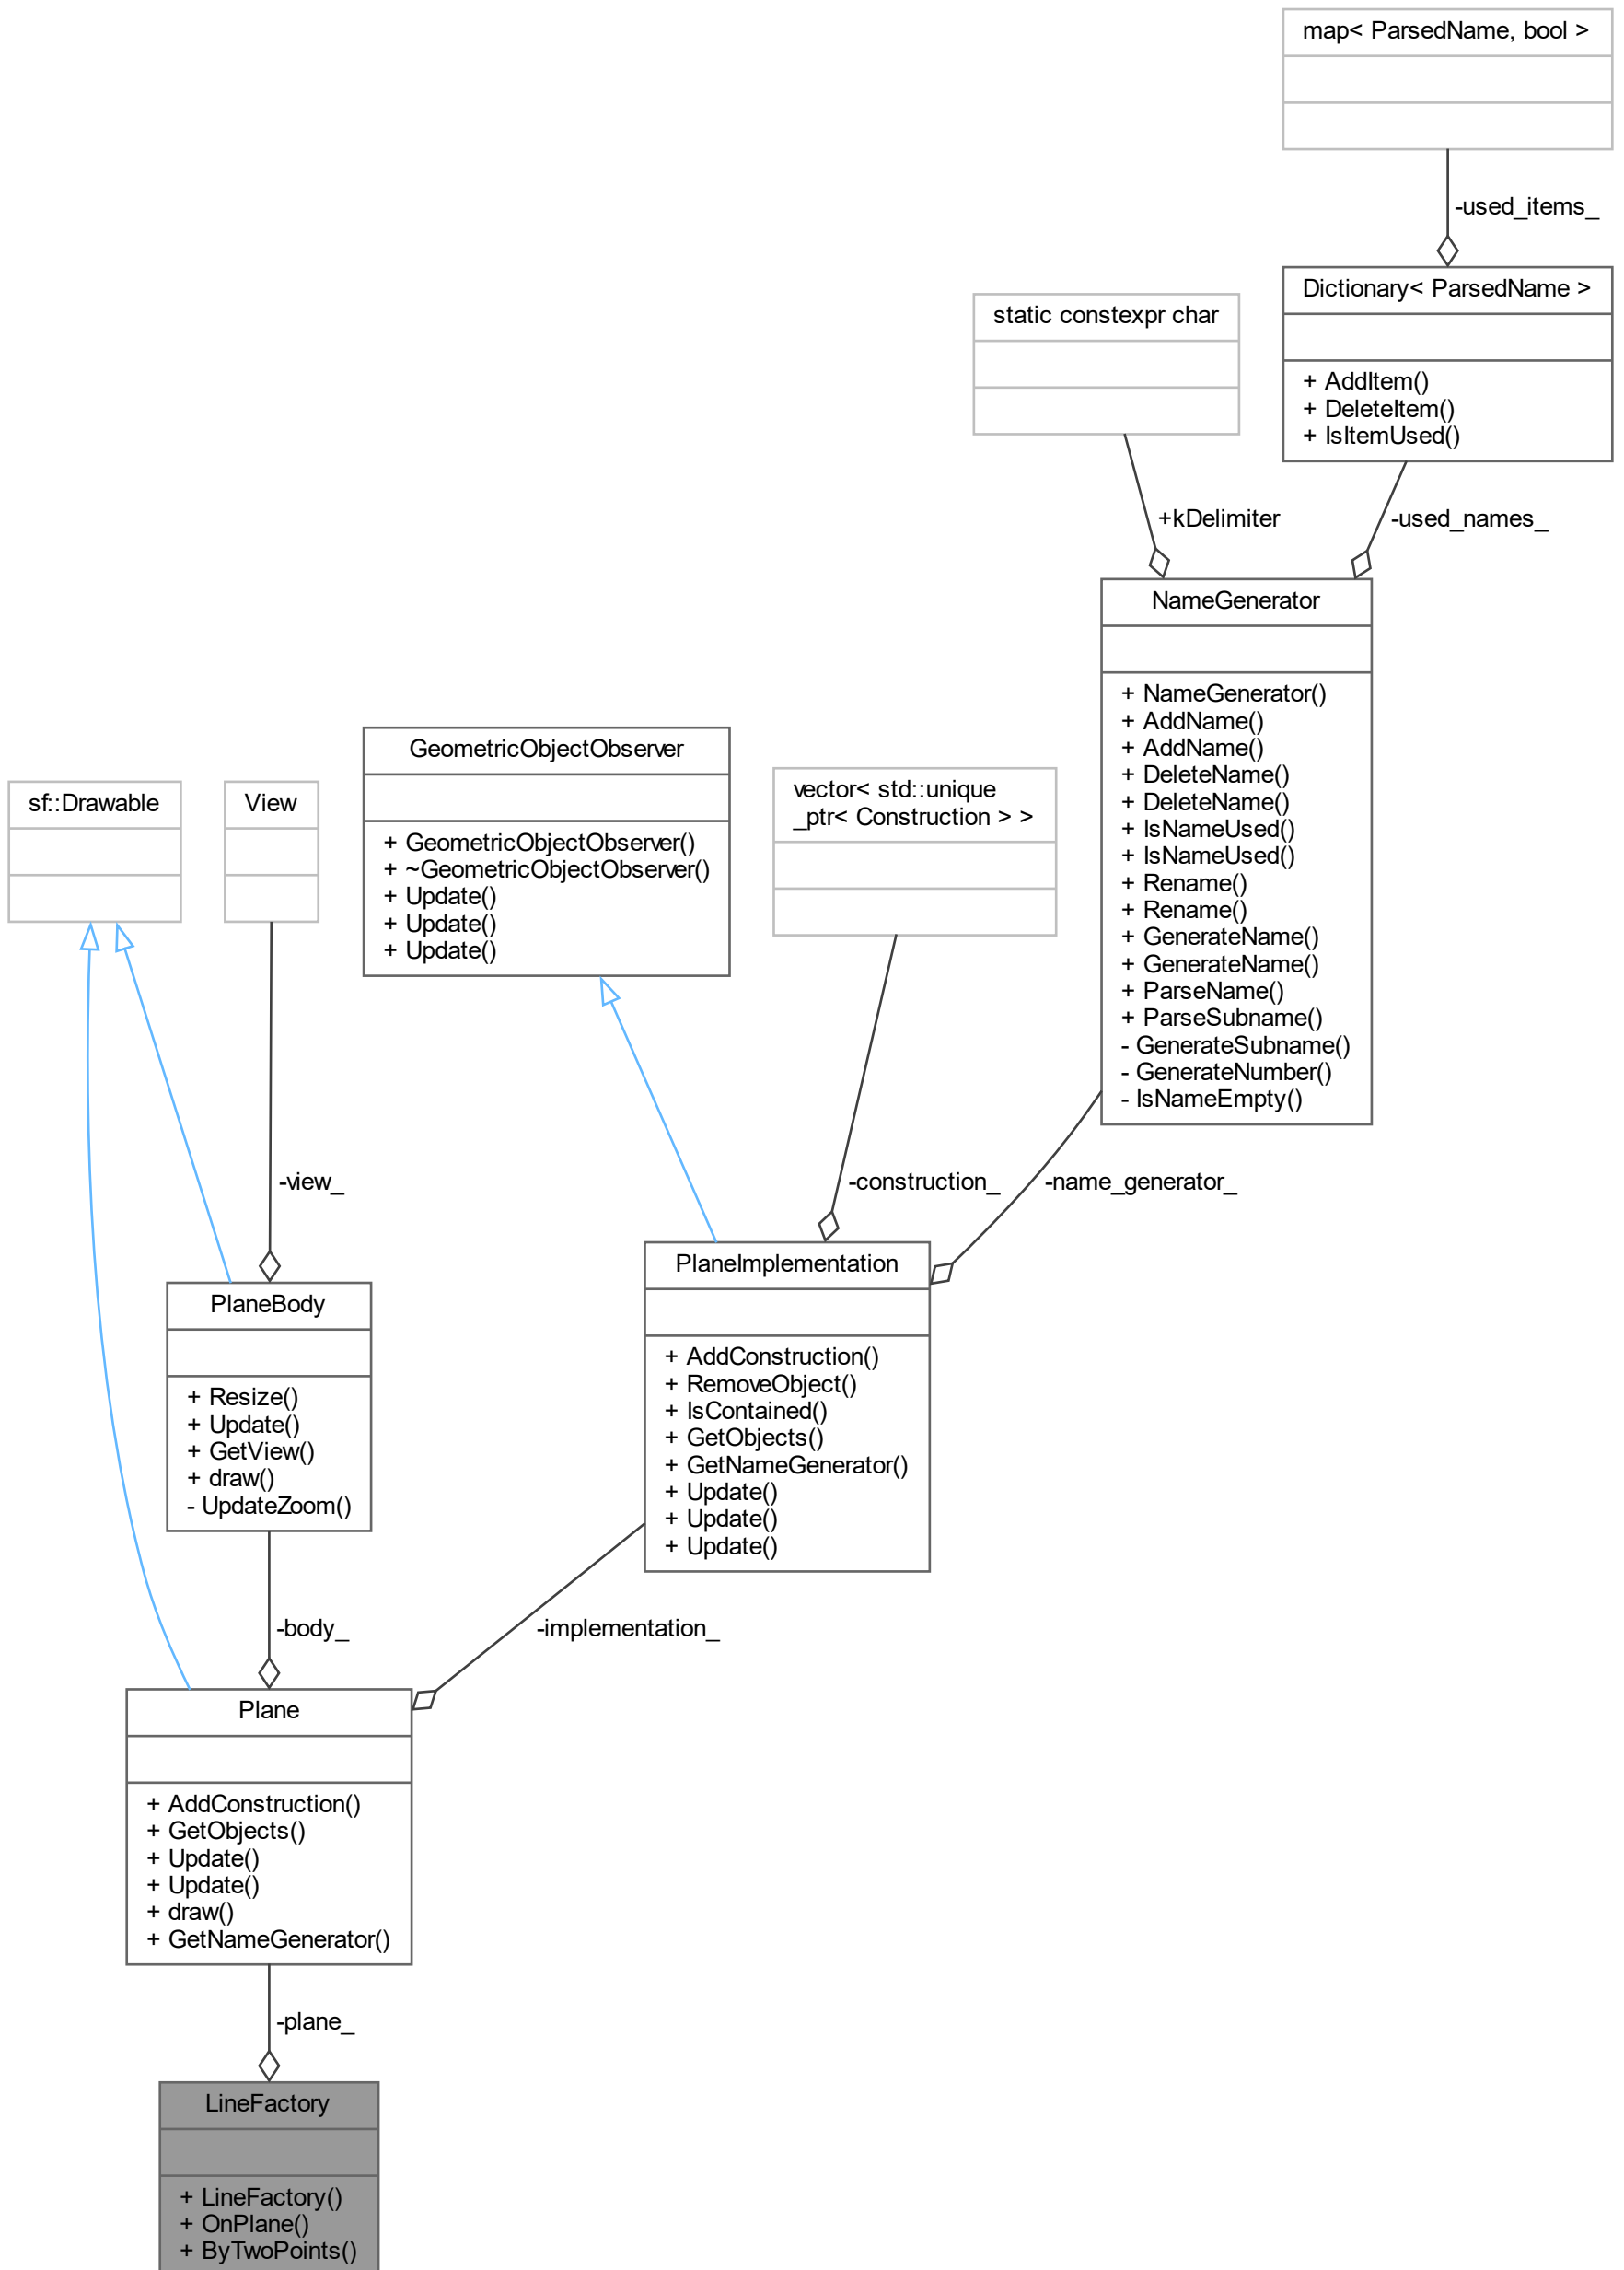 map< ParsedName, bool >
-used_items_
Dictionary< ParsedName >
+ AddItem()
+ DeleteItem()
+ IsItemUsed()
static constexpr char
+kDelimiter
-used_names_
NameGenerator
+ NameGenerator()
+ AddName()
+ AddName()
+ DeleteName()
+ DeleteName()
+ IsNameUsed()
+ IsNameUsed()
+ Rename()
+ Rename()
+ GenerateName()
+ GenerateName()
+ ParseName()
+ ParseSubname()
- GenerateSubname()
- GenerateNumber()
- IsNameEmpty()
GeometricObjectObserver
+ GeometricObjectObserver()
+ ~GeometricObjectObserver()
+ Update()
+ Update()
+ Update()
sf::Drawable
View
vector< std::unique
_ptr< Construction > >
-view_
-construction_
-name_generator_
PlaneBody
+ Resize()
+ Update()
+ GetView()
+ draw()
- UpdateZoom()
PlaneImplementation
+ AddConstruction()
+ RemoveObject()
+ IsContained()
+ GetObjects()
+ GetNameGenerator()
+ Update()
+ Update()
+ Update()
-body_
-implementation_
Plane
+ AddConstruction()
+ GetObjects()
+ Update()
+ Update()
+ draw()
+ GetNameGenerator()
-plane_
LineFactory
+ LineFactory()
+ OnPlane()
+ ByTwoPoints()